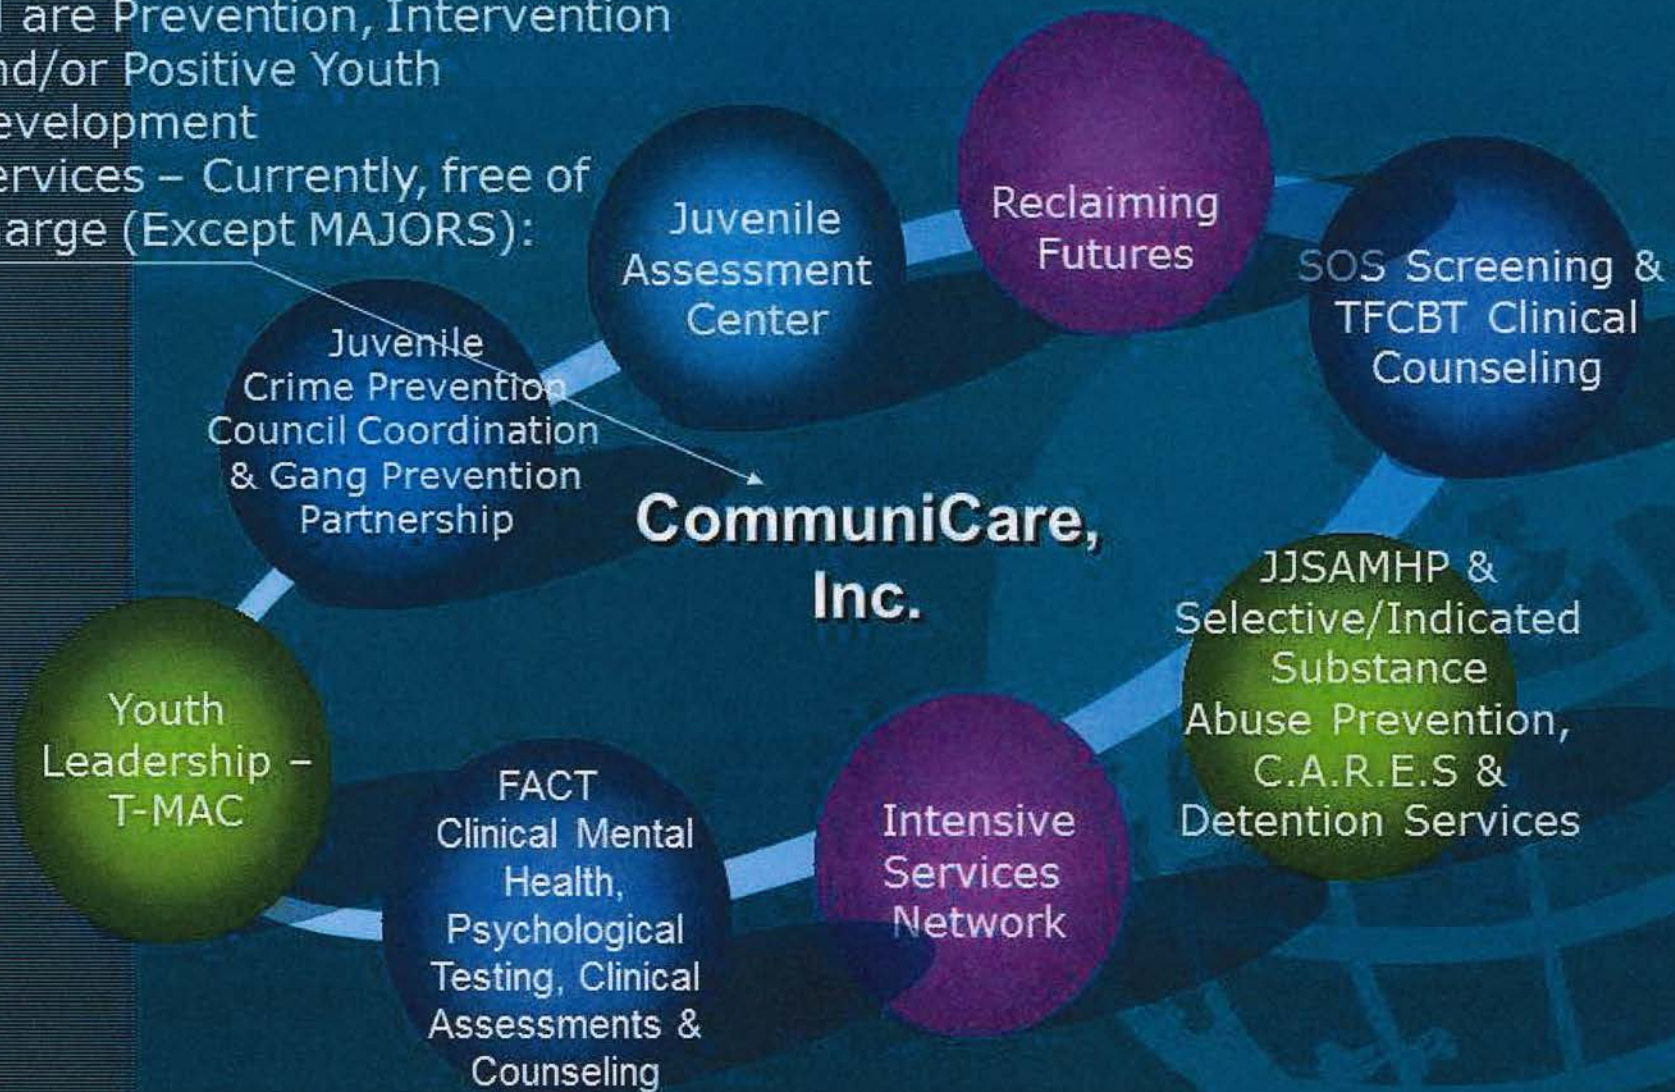 are Prevention, Intervention
nd/or Positive Youth
evelopment
ervices – Currently, free of
arge (Except MAJORS):
Juvenile
Assessment
Center
Reclaiming
Futures
SOS Screening &
TFCBT Clinical
Counseling
Juvenile
Crime Prevention
Council Coordination
& Gang Prevention
Partnership
CommuniCare,
Inc.
JJSAMHP &
Selective/Indicated
Substance
Abuse Prevention,
C.A.R.E.S &
Detention Services
Youth
Leadership –
T-MAC
FACT
Clinical Mental
Health,
Psychological
Testing, Clinical
Assessments &
Counseling
Intensive
Services
Network